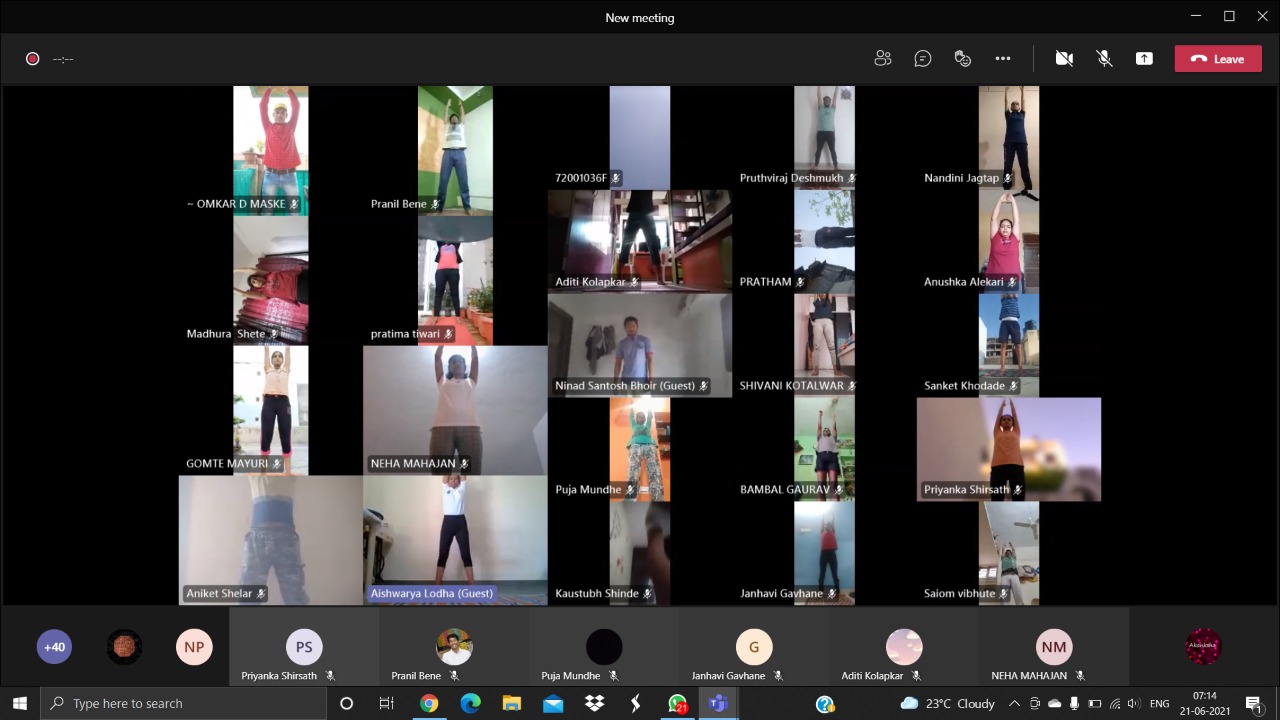 New meeting
--:--
Leave
~ OMKAR D MASKE
Pranil Bene
72001036F
Pruthviraj Deshmukh
Nandini Jagtap
Aditi Kolapkar
PRATHAM
Anushka Alekari
Madhura Shete
pratima tiwari
Ninad Santosh Bhoir (Guest)
SHIVANI KOTALWAR
Sanket Khodade
GOMTE MAYURI
NEHA MAHAJAN
Puja Mundhe
BAMBAL GAURAV
Priyanka Shirsath
Aniket Shelar
Aishwarya Lodha (Guest)
Kaustubh Shinde
Janhavi Gavhane
Saiom vibhute
+40
NP
PS
G
NM
Priyanka Shirsath
Pranil Bene
Puja Mundhe
Janhavi Gavhane
Aditi Kolapkar
NEHA MAHAJAN
Type here to search
21
23°C Cloudy
ENG
07:14
21-06-2021
1